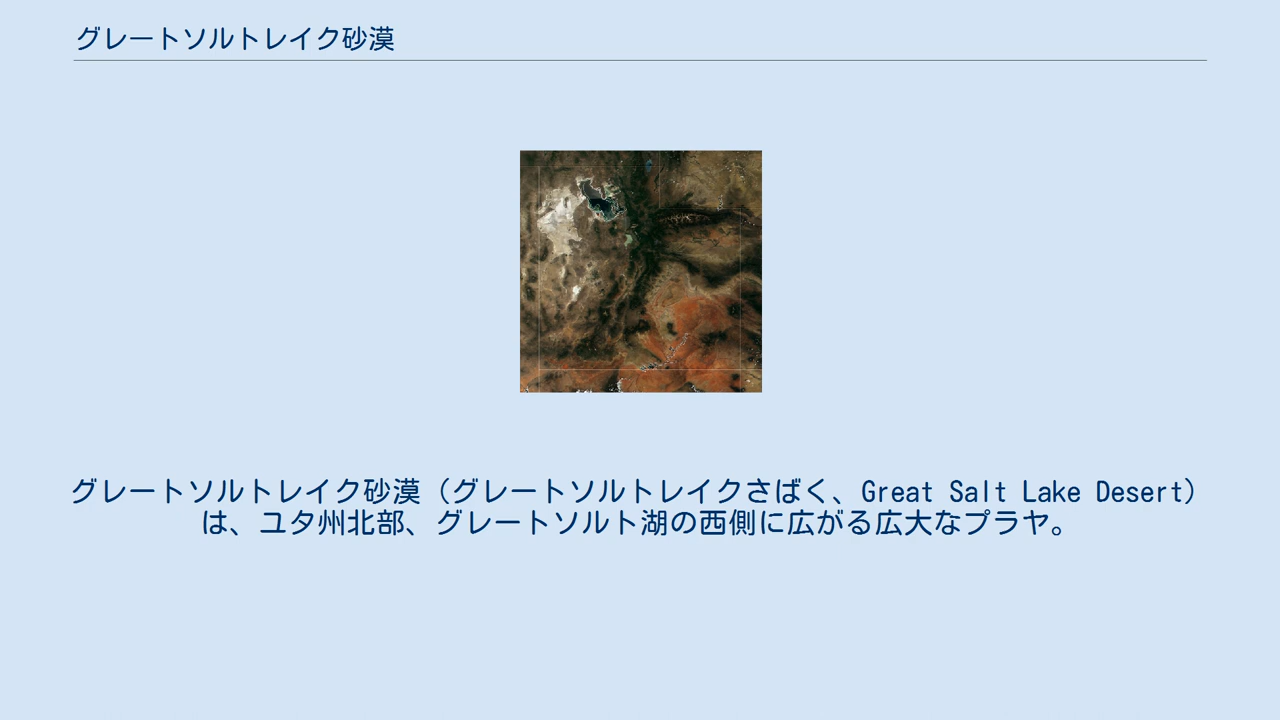 グレートソルトレイク砂漠
グレートソルトレイク砂漠（グレートソルトレイクさばく、Great Salt Lake Desert）
は、ユタ州北部、グレートソルト湖の西側に広がる広大なプラヤ。